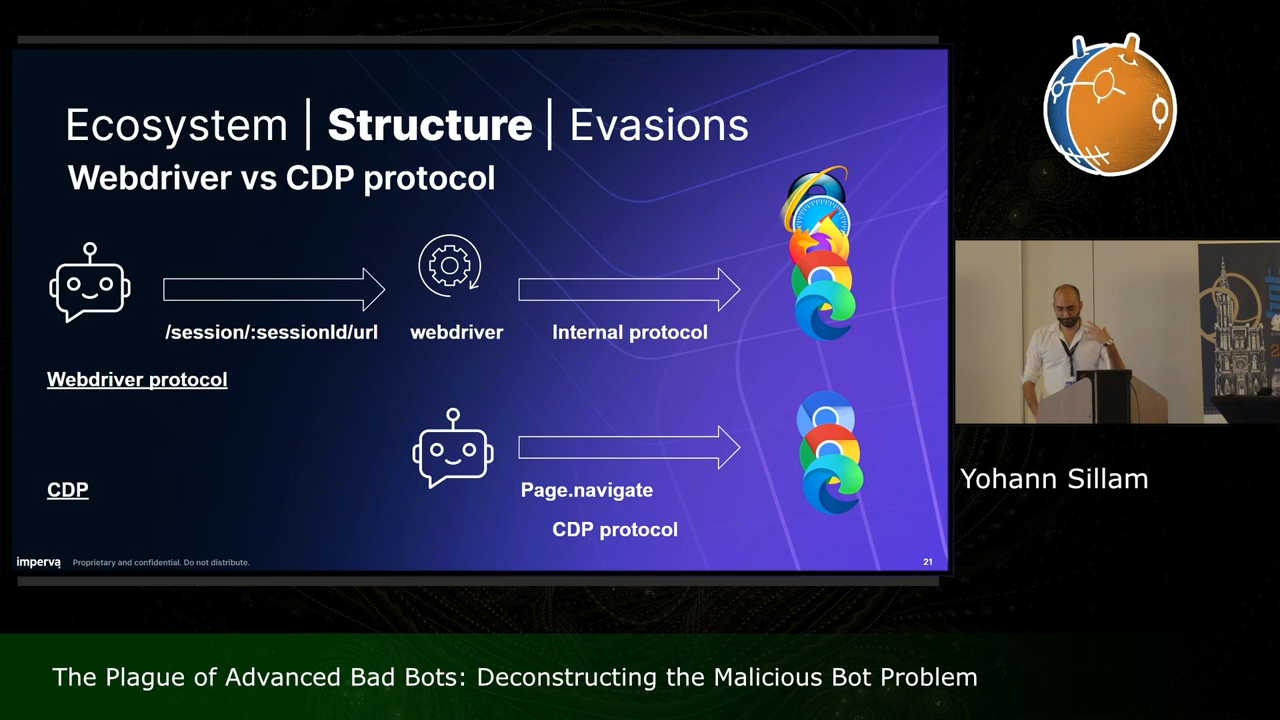 Ecosystem | Structure | Evasions
Webdriver vs CDP protocol
/session/:sessionId/url
webdriver
Internal protocol
Webdriver protocol
CDP
Page.navigate
CDP protocol
imperva
Proprietary and confidential. Do not distribute.
21
Yohann Sillam
The Plague of Advanced Bad Bots: Deconstructing the Malicious Bot Problem